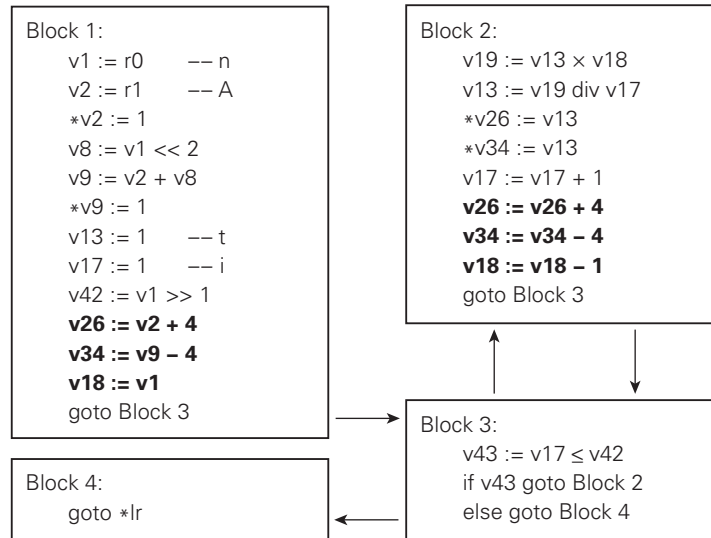 Block 1:
v1 := r0 −− n
v2 := r1 −− A
*v2 := 1
v8 := v1 << 2
v9 := v2 + v8
*v9 := 1
v13 := 1 −− t
v17 := 1 −− i
v42 := v1 >> 1
v26 := v2 + 4
v34 := v9 − 4
v18 := v1
goto Block 3
Block 2:
v19 := v13 × v18
v13 := v19 div v17
*v26 := v13
*v34 := v13
v17 := v17 + 1
v26 := v26 + 4
v34 := v34 − 4
v18 := v18 − 1
goto Block 3
Block 3:
v43 := v17 ≤ v42
if v43 goto Block 2
else goto Block 4
Block 4:
goto *lr